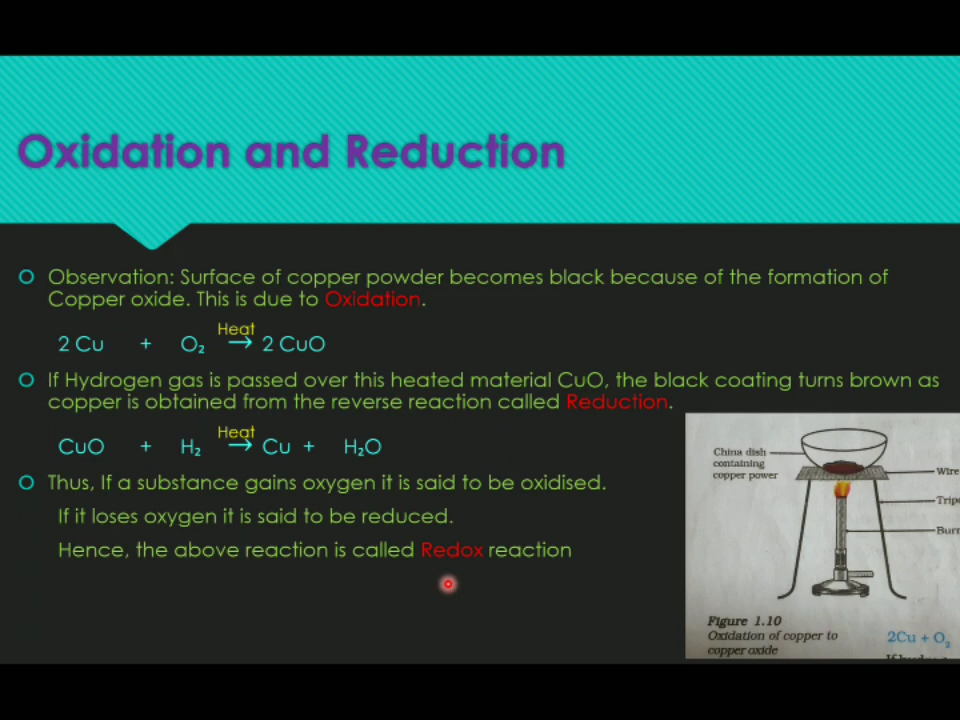 Oxidation and Reduction
Observation: Surface of copper powder becomes black because of the formation of
Copper oxide. This is due to Oxidation.
Heat
2 Cu + O₂ → 2 CuO
If Hydrogen gas is passed over this heated material CuO, the black coating turns brown as
copper is obtained from the reverse reaction called Reduction.
Heat
CuO + H₂ → Cu + H₂O
Thus, If a substance gains oxygen it is said to be oxidised.
If it loses oxygen it is said to be reduced.
Hence, the above reaction is called Redox reaction
China dish
containing
copper power
Wire
Trip
Burn
Figure 1.10
Oxidation of copper to
copper oxide
2Cu + O₂